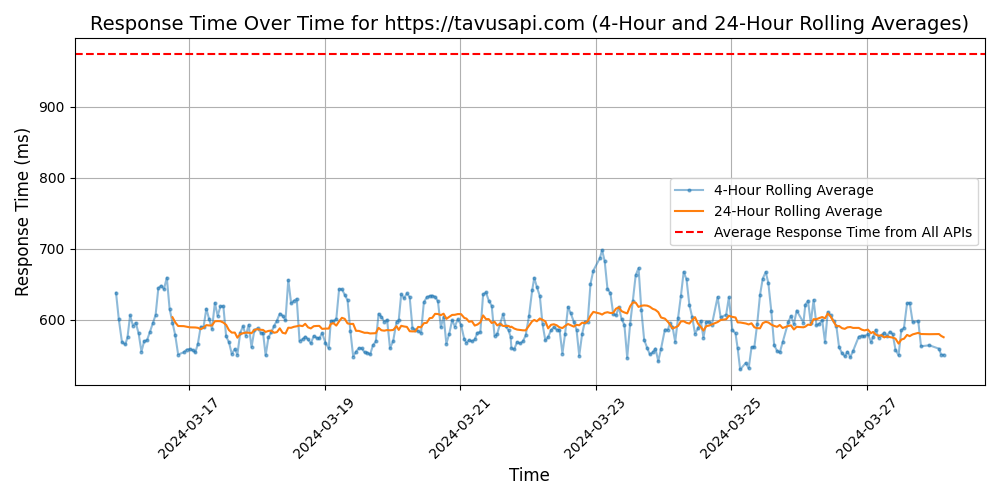 Response Time Over Time for https://tavusapi.com (4-Hour and 24-Hour Rolling Averages)
Response Time (ms)
900
800
700
600
4-Hour Rolling Average
24-Hour Rolling Average
Average Response Time from All APIs
2024-03-17
2024-03-19
2024-03-21
2024-03-23
2024-03-25
2024-03-27
Time